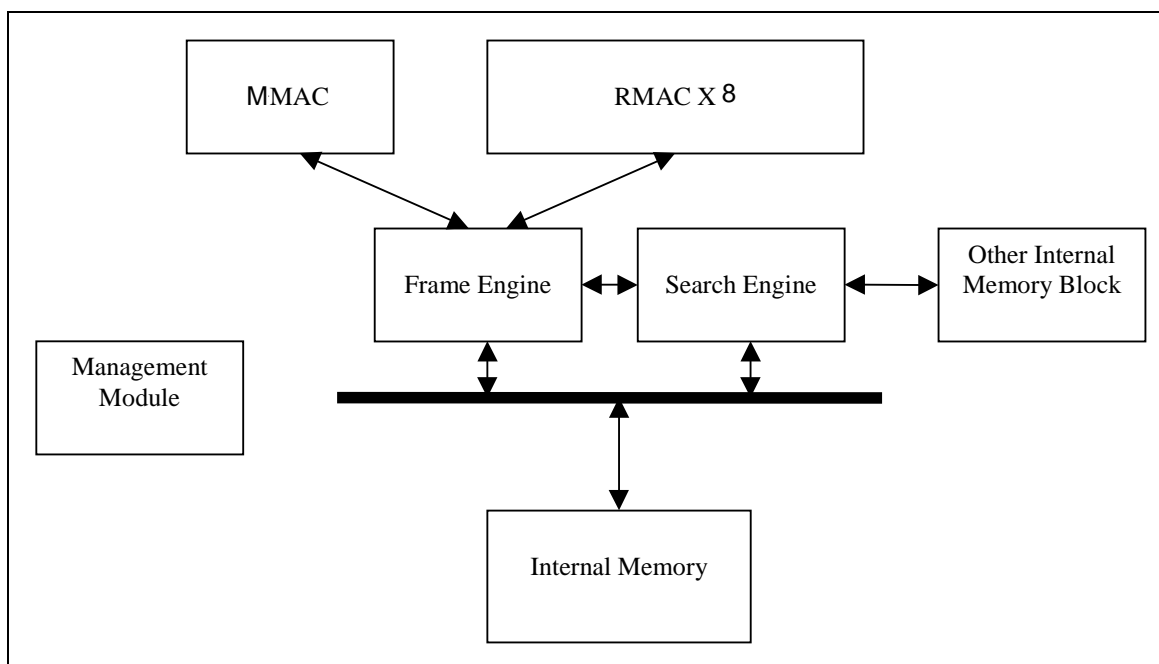 MMAC
RMAC X 8
Frame Engine
Search Engine
Other Internal
Memory Block
Management
Module
Internal Memory